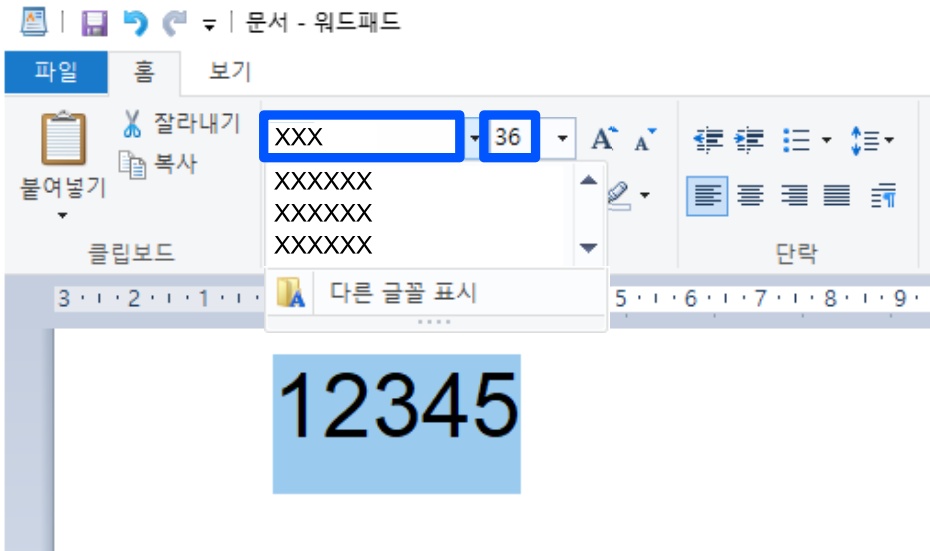 문서 - 워드패드
파일 홈 보기
붙여넣기
잘라내기
복사
클립보드
XXX 36
XXXXXX
XXXXXX
XXXXXX
다른 글꼴 표시
단락
3 2 1 5 6 7 8 9
12345